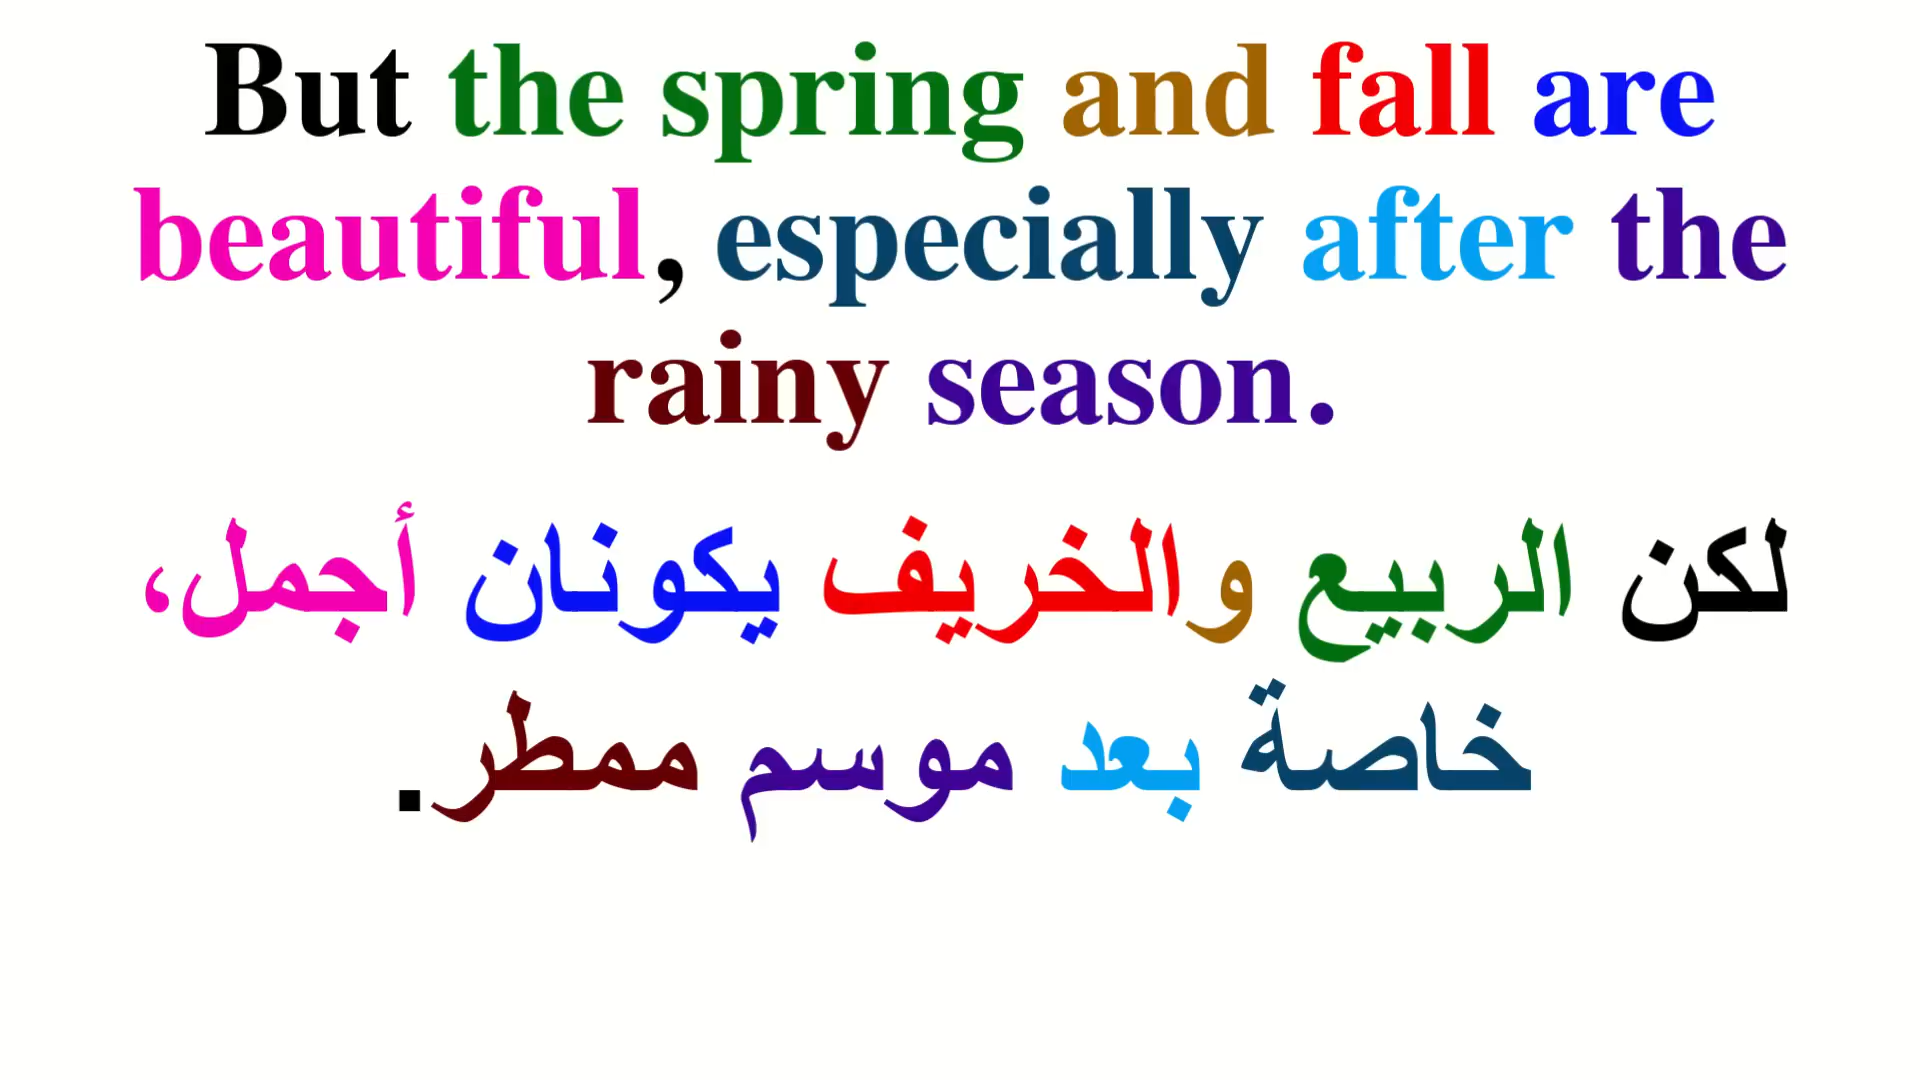 But the spring and fall are
beautiful, especially after the
rainy season.
لكن الربيع والخريف يكونان أجمل،
خاصة بعد موسم ممطر.